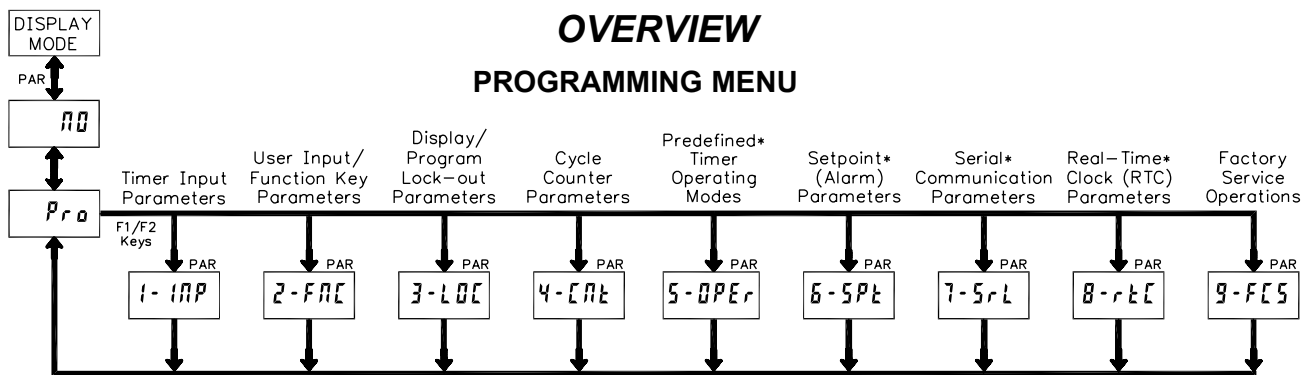 OVERVIEW
PROGRAMMING MENU
DISPLAY
MODE
PAR
NO
Pro
F1/F2
Keys
Timer Input
Parameters
User Input/
Function Key
Parameters
Display/
Program
Lock-out
Parameters
Cycle
Counter
Parameters
Predefined*
Timer
Operating
Modes
Setpoint*
(Alarm)
Parameters
Serial*
Communication
Parameters
Real-Time*
Clock (RTC)
Parameters
Factory
Service
Operations
PAR
PAR
PAR
PAR
PAR
PAR
PAR
PAR
PAR
1-INP
2-FNC
3-LOC
4-CNt
5-OPEr
6-SPt
7-SrL
8-rtC
9-FCS